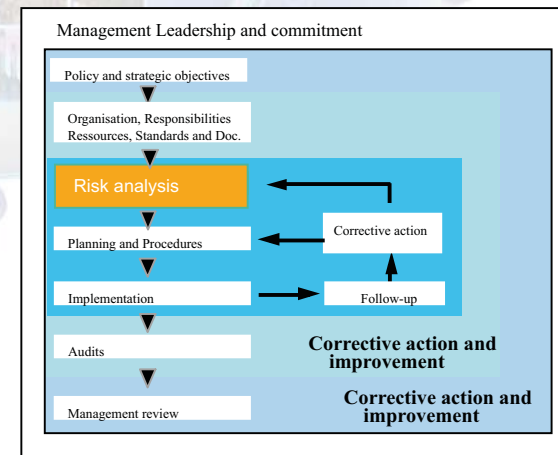 Management Leadership and commitment
Policy and strategic objectives
Organisation, Responsibilities
Ressources, Standards and Doc.
Risk analysis
Corrective action
Planning and Procedures
Implementation
Follow-up
Audits
Corrective action and
improvement
Management review
Corrective action and
improvement